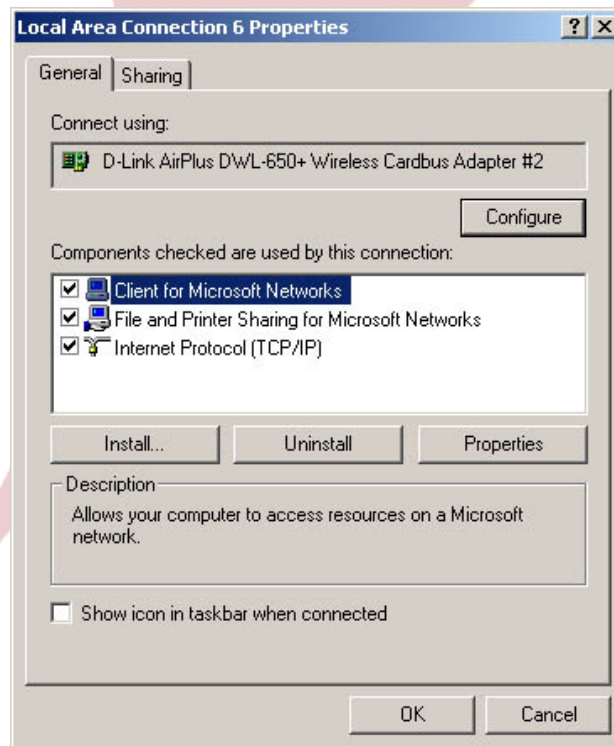 Local Area Connection 6 Properties
General
Sharing
Connect using:
D-Link AirPlus DWL-650+ Wireless Cardbus Adapter #2
Configure
Components checked are used by this connection:
Client for Microsoft Networks
File and Printer Sharing for Microsoft Networks
Internet Protocol (TCP/IP)
Install...
Uninstall
Properties
Description
Allows your computer to access resources on a Microsoft
network.
Show icon in taskbar when connected
OK
Cancel